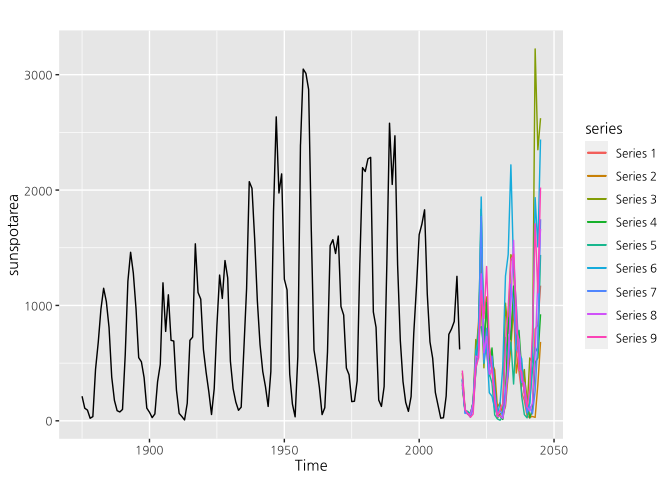 3000
2000
1000
0
sunspotarea
1900
1950
2000
2050
Time
series
Series 1
Series 2
Series 3
Series 4
Series 5
Series 6
Series 7
Series 8
Series 9